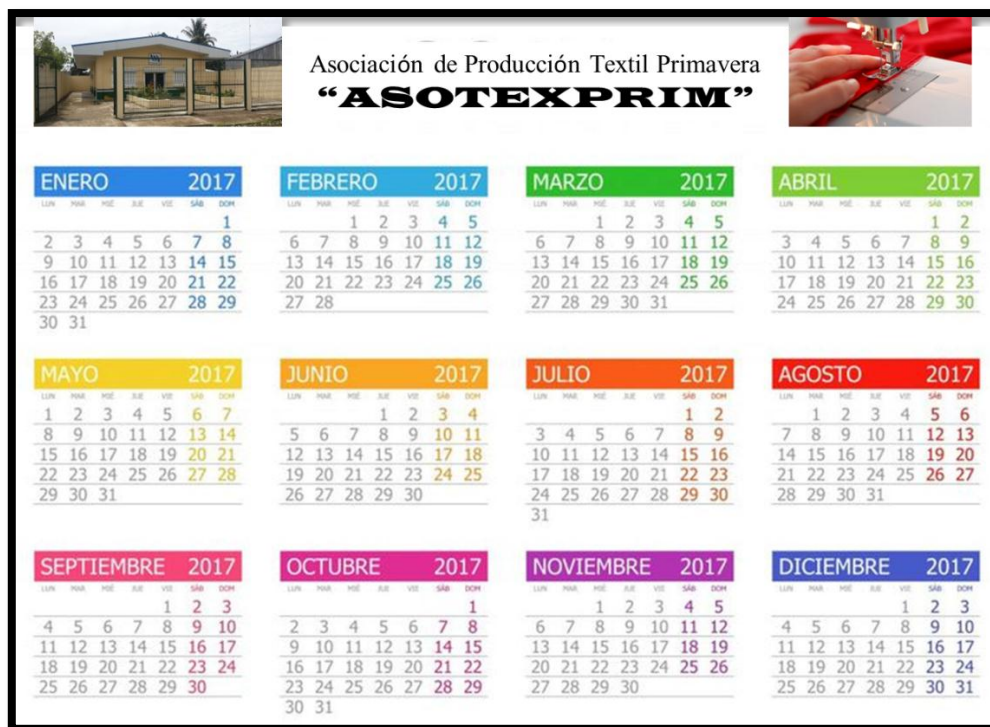 Asociación de Producción Textil Primavera
“ASOTEXPRIM”
ENERO 2017
LUN MAR MIÉ JUE VIE SÁB DOM
1
2 3 4 5 6 7 8
9 10 11 12 13 14 15
16 17 18 19 20 21 22
23 24 25 26 27 28 29
30 31
FEBRERO 2017
LUN MAR MIÉ JUE VIE SÁB DOM
1 2 3 4 5
6 7 8 9 10 11 12
13 14 15 16 17 18 19
20 21 22 23 24 25 26
27 28
MARZO 2017
LUN MAR MIÉ JUE VIE SÁB DOM
1 2 3 4 5
6 7 8 9 10 11 12
13 14 15 16 17 18 19
20 21 22 23 24 25 26
27 28 29 30 31
ABRIL 2017
LUN MAR MIÉ JUE VIE SÁB DOM
1 2
3 4 5 6 7 8 9
10 11 12 13 14 15 16
17 18 19 20 21 22 23
24 25 26 27 28 29 30
MAYO 2017
LUN MAR MIÉ JUE VIE SÁB DOM
1 2 3 4 5 6 7
8 9 10 11 12 13 14
15 16 17 18 19 20 21
22 23 24 25 26 27 28
29 30 31
JUNIO 2017
LUN MAR MIÉ JUE VIE SÁB DOM
1 2 3 4
5 6 7 8 9 10 11
12 13 14 15 16 17 18
19 20 21 22 23 24 25
26 27 28 29 30
JULIO 2017
LUN MAR MIÉ JUE VIE SÁB DOM
1 2
3 4 5 6 7 8 9
10 11 12 13 14 15 16
17 18 19 20 21 22 23
24 25 26 27 28 29 30
31
AGOSTO 2017
LUN MAR MIÉ JUE VIE SÁB DOM
1 2 3 4 5 6
7 8 9 10 11 12 13
14 15 16 17 18 19 20
21 22 23 24 25 26 27
28 29 30 31
SEPTIEMBRE 2017
LUN MAR MIÉ JUE VIE SÁB DOM
1 2 3
4 5 6 7 8 9 10
11 12 13 14 15 16 17
18 19 20 21 22 23 24
25 26 27 28 29 30
OCTUBRE 2017
LUN MAR MIÉ JUE VIE SÁB DOM
1
2 3 4 5 6 7 8
9 10 11 12 13 14 15
16 17 18 19 20 21 22
23 24 25 26 27 28 29
30 31
NOVIEMBRE 2017
LUN MAR MIÉ JUE VIE SÁB DOM
1 2 3 4 5
6 7 8 9 10 11 12
13 14 15 16 17 18 19
20 21 22 23 24 25 26
27 28 29 30
DICIEMBRE 2017
LUN MAR MIÉ JUE VIE SÁB DOM
1 2 3
4 5 6 7 8 9 10
11 12 13 14 15 16 17
18 19 20 21 22 23 24
25 26 27 28 29 30 31